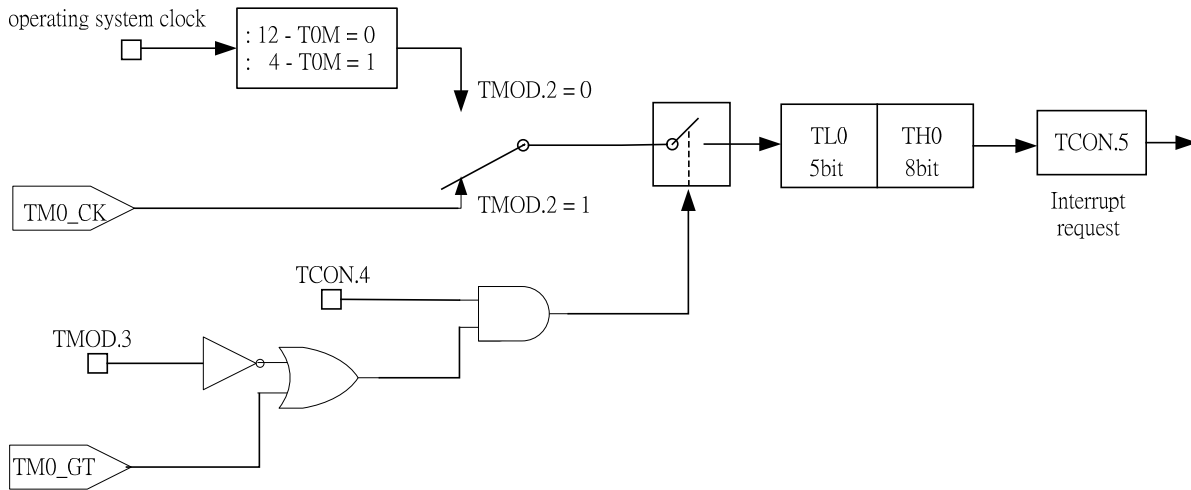 operating system clock
: 12 - T0M = 0
: 4 - T0M = 1
TMOD.2 = 0
TL0
5bit
TH0
8bit
TCON.5
TM0_CK
TMOD.2 = 1
Interrupt
request
TCON.4
TMOD.3
TM0_GT